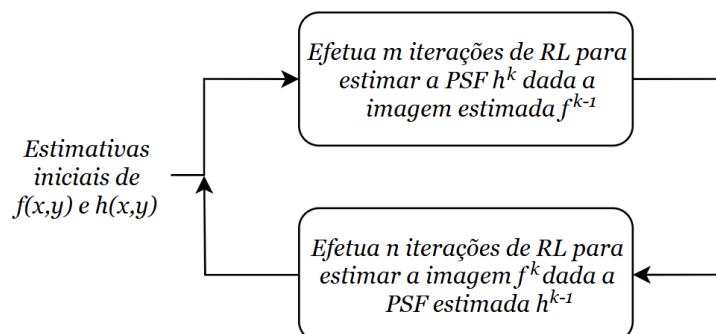 Efetua m iterações de RL para
estimar a PSF h^k dada a
imagem estimada f^k-1
Estimativas
iniciais de
f(x,y) e h(x,y)
Efetua n iterações de RL para
estimar a imagem f^k dada a
PSF estimada h^k-1